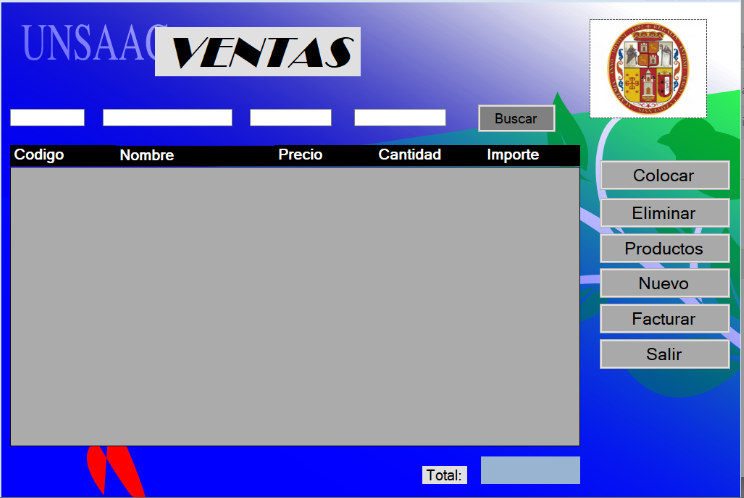 UNSAAC
VENTAS
Buscar
Codigo Nombre Precio Cantidad Importe
Colocar
Eliminar
Productos
Nuevo
Facturar
Salir
Total: